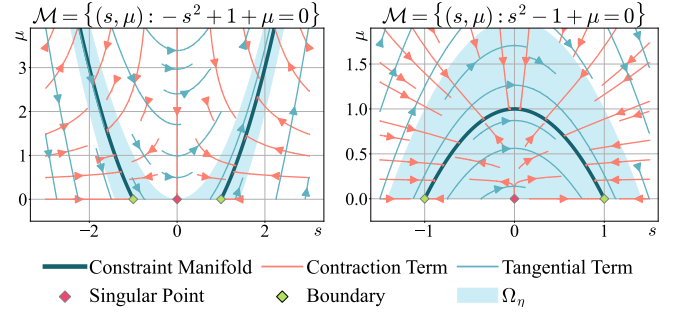 ℳ = {(s, μ) : −s² + 1 + μ = 0}
ℳ = {(s, μ) : s² − 1 + μ = 0}
μ
3
2
1
0
−2
0
2
s
μ
1.5
1.0
0.5
0.0
−1
0
1
s
Constraint Manifold
Contraction Term
Tangential Term
Singular Point
Boundary
Ω_η